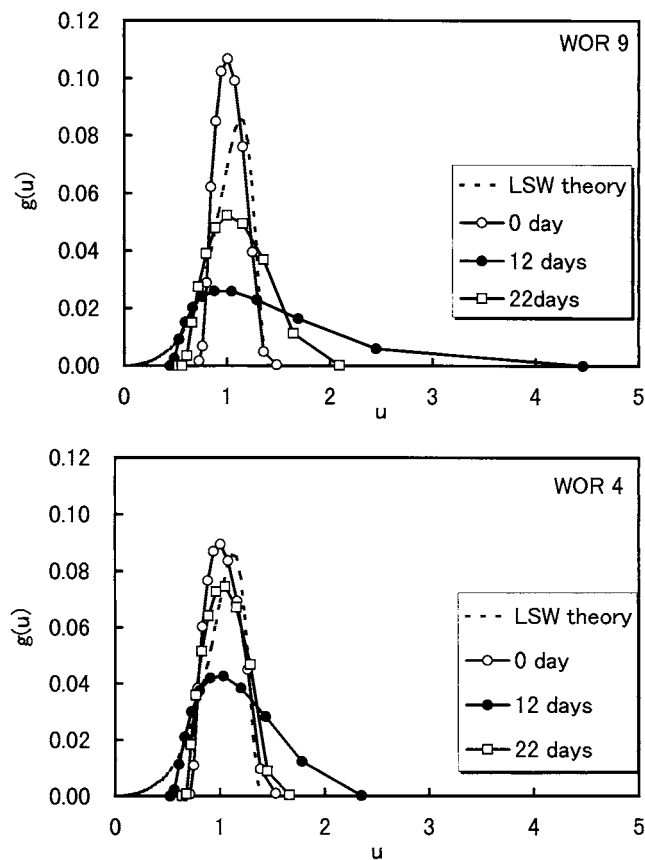 0.12
WOR 9
0.10
0.08
g(u)
0.06
LSW theory
0 day
0.04
12 days
0.02
22days
0.00
0 1 2 3 4 5
u
0.12
WOR 4
0.10
0.08
g(u)
0.06
LSW theory
0 day
0.04
12 days
0.02
22 days
0.00
0 1 2 3 4 5
u